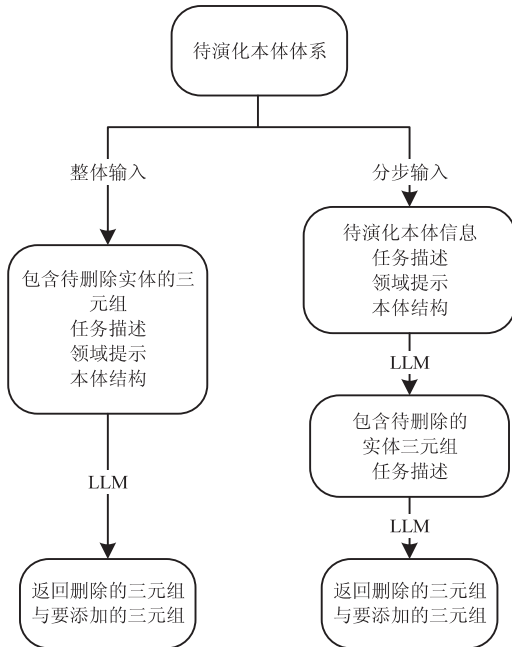 待演化本体体系
整体输入
包含待删除实体的三
元组
任务描述
领域提示
本体结构
LLM
返回删除的三元组
与要添加的三元组
分步输入
待演化本体信息
任务描述
领域提示
本体结构
LLM
包含待删除的
实体三元组
任务描述
LLM
返回删除的三元组
与要添加的三元组